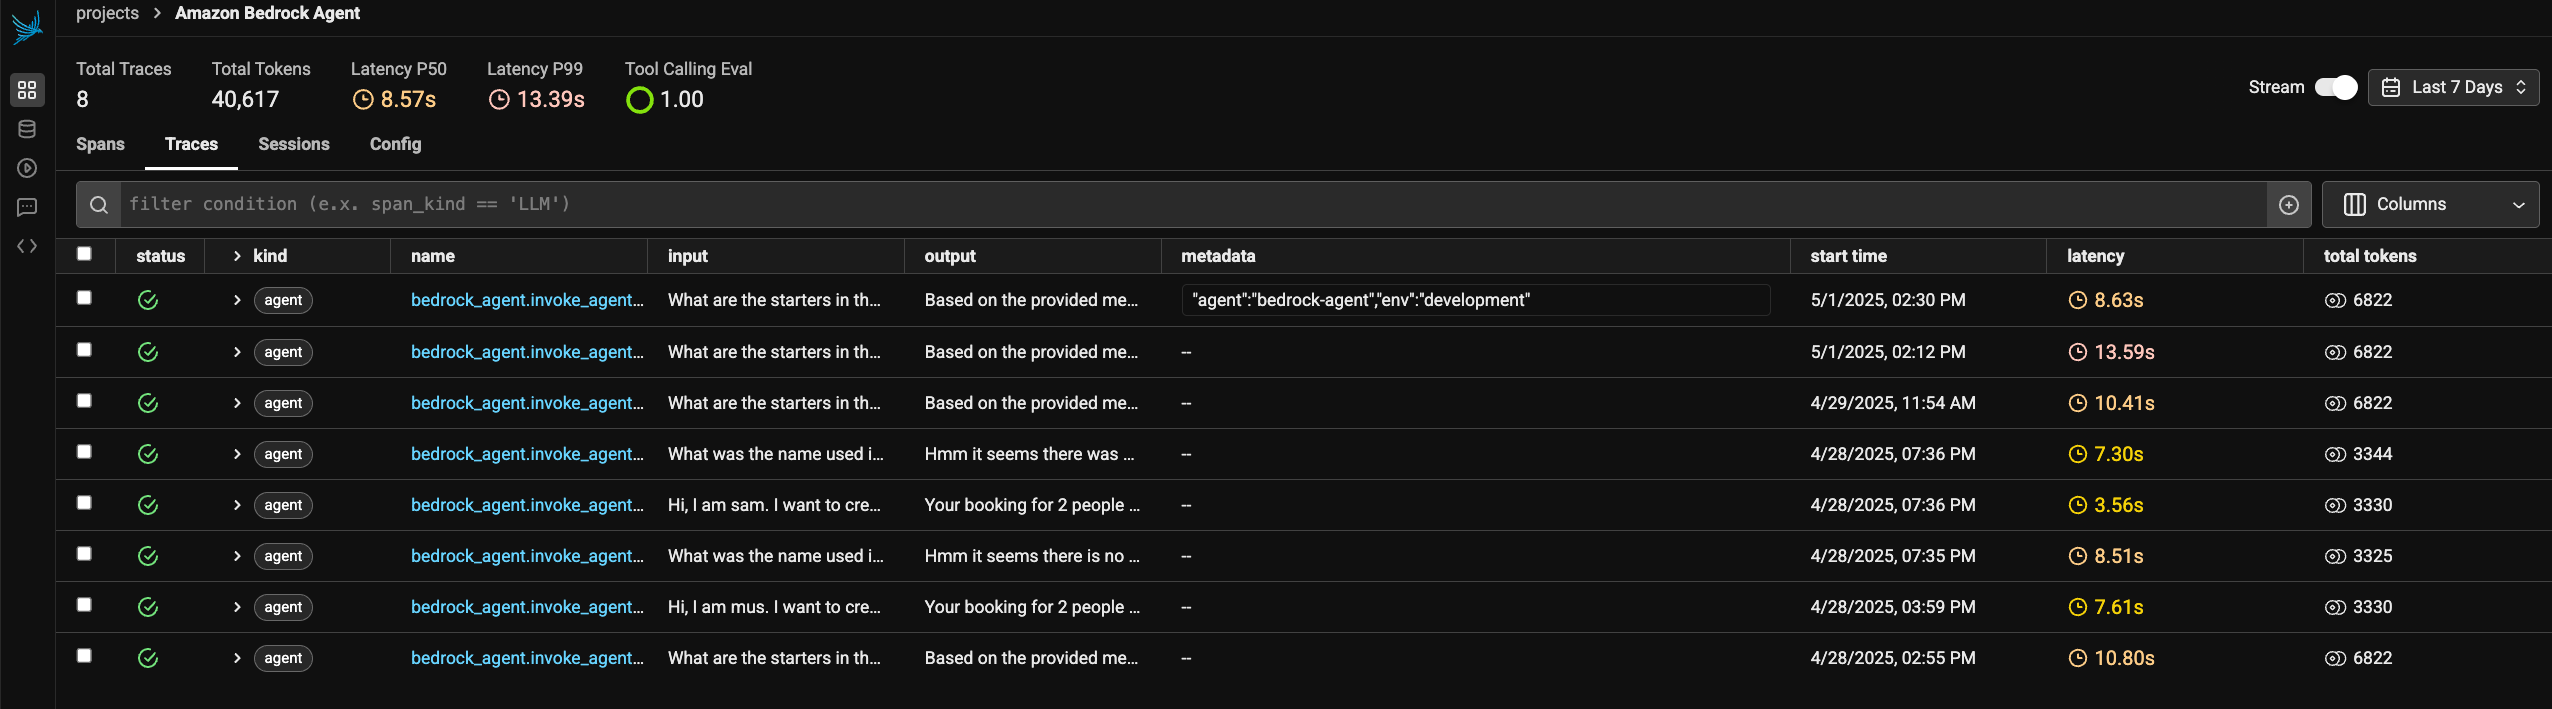 projects > Amazon Bedrock Agent
Total Traces Total Tokens Latency P50 Latency P99 Tool Calling Eval
8 40,617 8.57s 13.39s 1.00
Stream Last 7 Days
Spans Traces Sessions Config
filter condition (e.x. span_kind == 'LLM') Columns
status > kind name input output metadata start time latency total tokens
> agent bedrock_agent.invoke_agent... What are the starters in th... Based on the provided me... "agent":"bedrock-agent","env":"development" 5/1/2025, 02:30 PM 8.63s 6822
> agent bedrock_agent.invoke_agent... What are the starters in th... Based on the provided me... -- 5/1/2025, 02:12 PM 13.59s 6822
> agent bedrock_agent.invoke_agent... What are the starters in th... Based on the provided me... -- 4/29/2025, 11:54 AM 10.41s 6822
> agent bedrock_agent.invoke_agent... What was the name used i... Hmm it seems there was ... -- 4/28/2025, 07:36 PM 7.30s 3344
> agent bedrock_agent.invoke_agent... Hi, I am sam. I want to cre... Your booking for 2 people ... -- 4/28/2025, 07:36 PM 3.56s 3330
> agent bedrock_agent.invoke_agent... What was the name used i... Hmm it seems there is no ... -- 4/28/2025, 07:35 PM 8.51s 3325
> agent bedrock_agent.invoke_agent... Hi, I am mus. I want to cre... Your booking for 2 people ... -- 4/28/2025, 03:59 PM 7.61s 3330
> agent bedrock_agent.invoke_agent... What are the starters in th... Based on the provided me... -- 4/28/2025, 02:55 PM 10.80s 6822